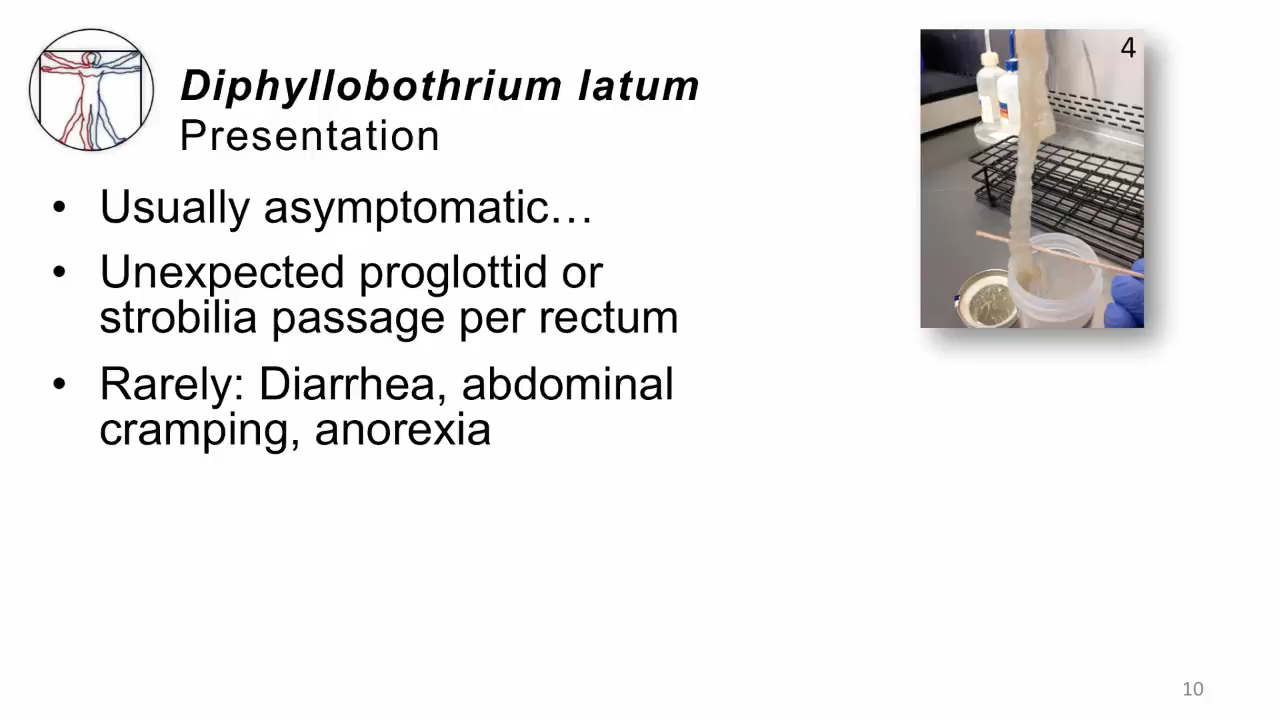 4
Diphyllobothrium latum
Presentation
• Usually asymptomatic…
• Unexpected proglottid or
strobilia passage per rectum
• Rarely: Diarrhea, abdominal
cramping, anorexia
10